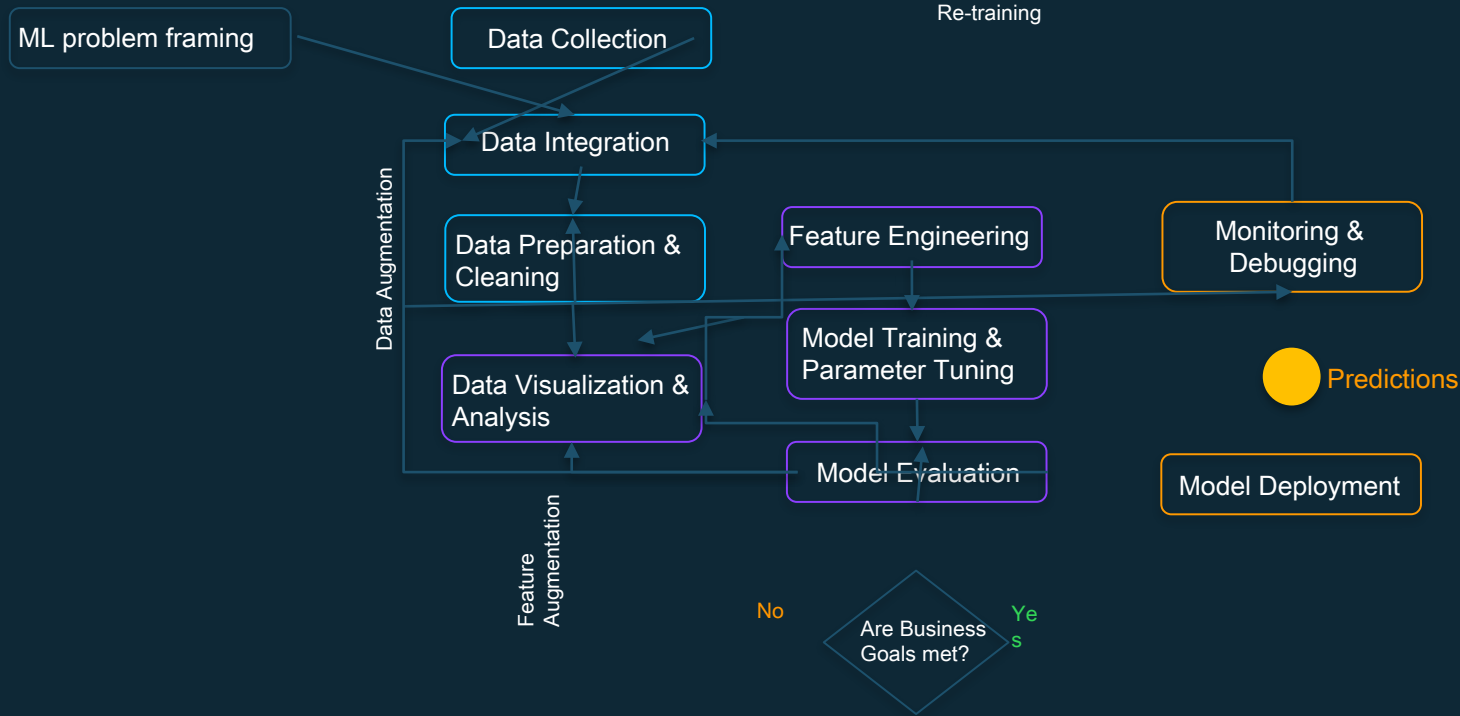 Re-training
ML problem framing
Data Collection
Data Integration
Data Augmentation
Data Preparation &
Cleaning
Feature Engineering
Monitoring &
Debugging
Model Training &
Parameter Tuning
Data Visualization &
Analysis
Predictions
Model Evaluation
Model Deployment
Feature
Augmentation
No
Are Business
Goals met?
Ye
s